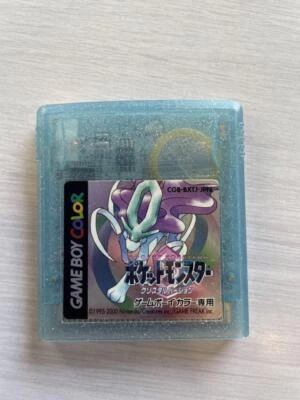 CGB-BXTJ-JPN
GAME BOY COLOR
ポケットモンスター
クリスタルバージョン
ゲームボーイカラー専用
©1995-2000 Nintendo/Creatures inc./GAME FREAK inc.